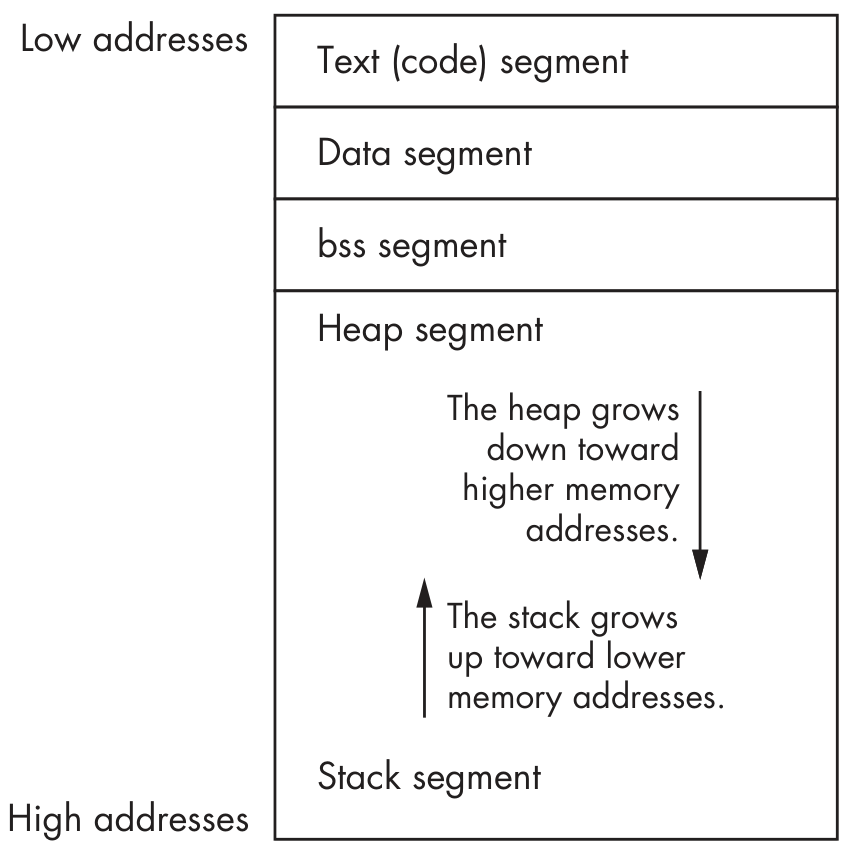 Low addresses
Text (code) segment
Data segment
bss segment
Heap segment
The heap grows
down toward
higher memory
addresses.
The stack grows
up toward lower
memory addresses.
Stack segment
High addresses